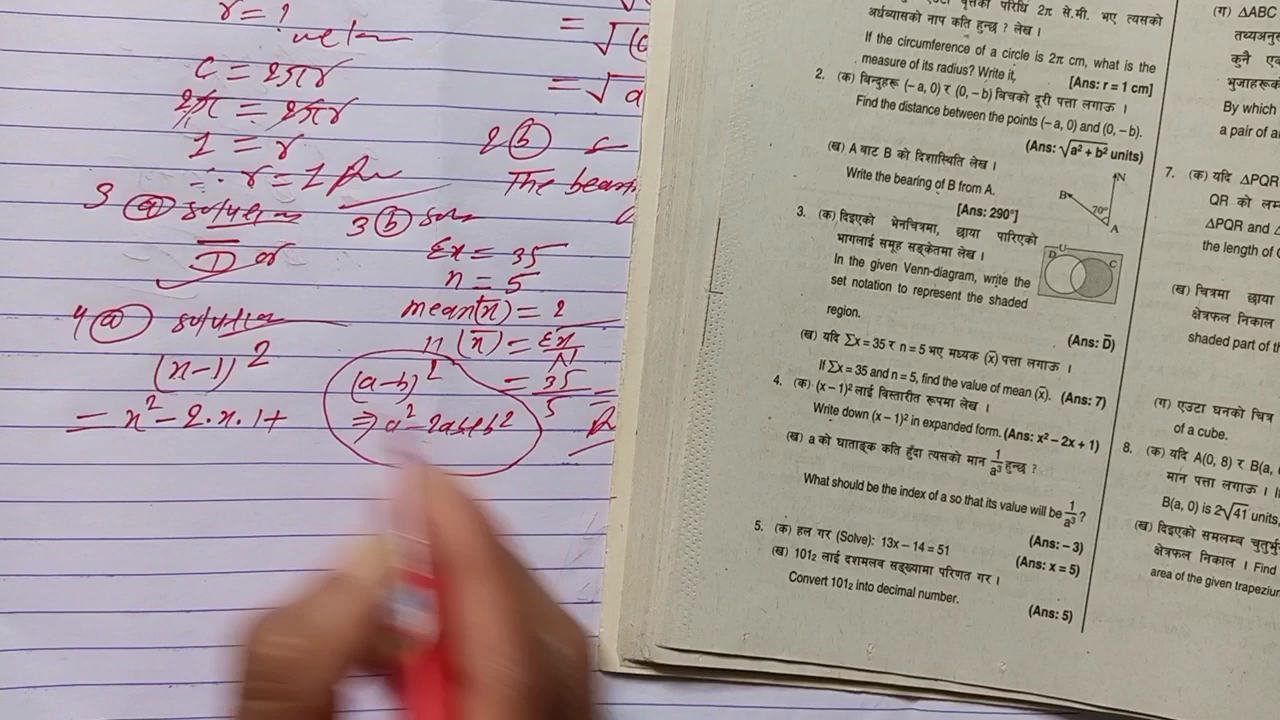 r = ?
C = 2πr
2π = 2πr
1 = r
∴ r = 1
= √
= √a
2 (b)
The
3 (a) solution
D̅ or
3 (b)
Σx = 35
n = 5
mean(x̅) = ?
(x̅) = Σx/N
= 35/5 =
4 (a) solution
(x-1)²
= x² - 2.x.1 +
(a-b)²
⇒ a² - 2ab + b²
परिधि 2π से.मी. भए त्यसको
अर्धव्यासको नाप कति हुन्छ ? लेख ।
If the circumference of a circle is 2π cm, what is the
measure of its radius? Write it. [Ans: r = 1 cm]
2. (क) बिन्दुहरू (– a, 0) र (0, – b) बिचको दूरी पत्ता लगाऊ ।
Find the distance between the points (– a, 0) and (0, – b).
(Ans: √a² + b² units)
(ख) A बाट B को दिशास्थिति लेख ।
Write the bearing of B from A.
[Ans: 290°]
N
B
70°
A
3. (क) दिइएको भेनचित्रमा, छाया पारिएको
भागलाई समूह सङ्केतमा लेख ।
In the given Venn-diagram, write the
set notation to represent the shaded
region.
(Ans: D̅)
U
D
C
(ख) यदि ∑x = 35 र n = 5 भए मध्यक (x̅) पत्ता लगाऊ ।
If ∑x = 35 and n = 5, find the value of mean (x̅). (Ans: 7)
4. (क) (x – 1)² लाई विस्तारीत रूपमा लेख ।
Write down (x – 1)² in expanded form. (Ans: x² – 2x + 1)
(ख) a को घाताङ्क कति हुँदा त्यसको मान 1/a³ हुन्छ ?
What should be the index of a so that its value will be 1/a³?
(Ans: – 3)
5. (क) हल गर (Solve): 13x – 14 = 51
(Ans: x = 5)
(ख) 101₂ लाई दशमलव सङ्ख्यामा परिणत गर ।
Convert 101₂ into decimal number.
(Ans: 5)
(ग) ΔABC
कुनै
By which
a pair of
7. (क) यदि ΔPQR
QR को
ΔPQR and
the length of
(ख) चित्रमा छाया
क्षेत्रफल निकाल
shaded part of
(ग) एउटा घनको चित्र
of a cube.
8. (क) यदि A(0, 8) र B(a,
मान पत्ता लगाऊ ।
B(a, 0) is 2√41 units
(ख) दिइएको समलम्ब
क्षेत्रफल निकाल । Find
area of the given